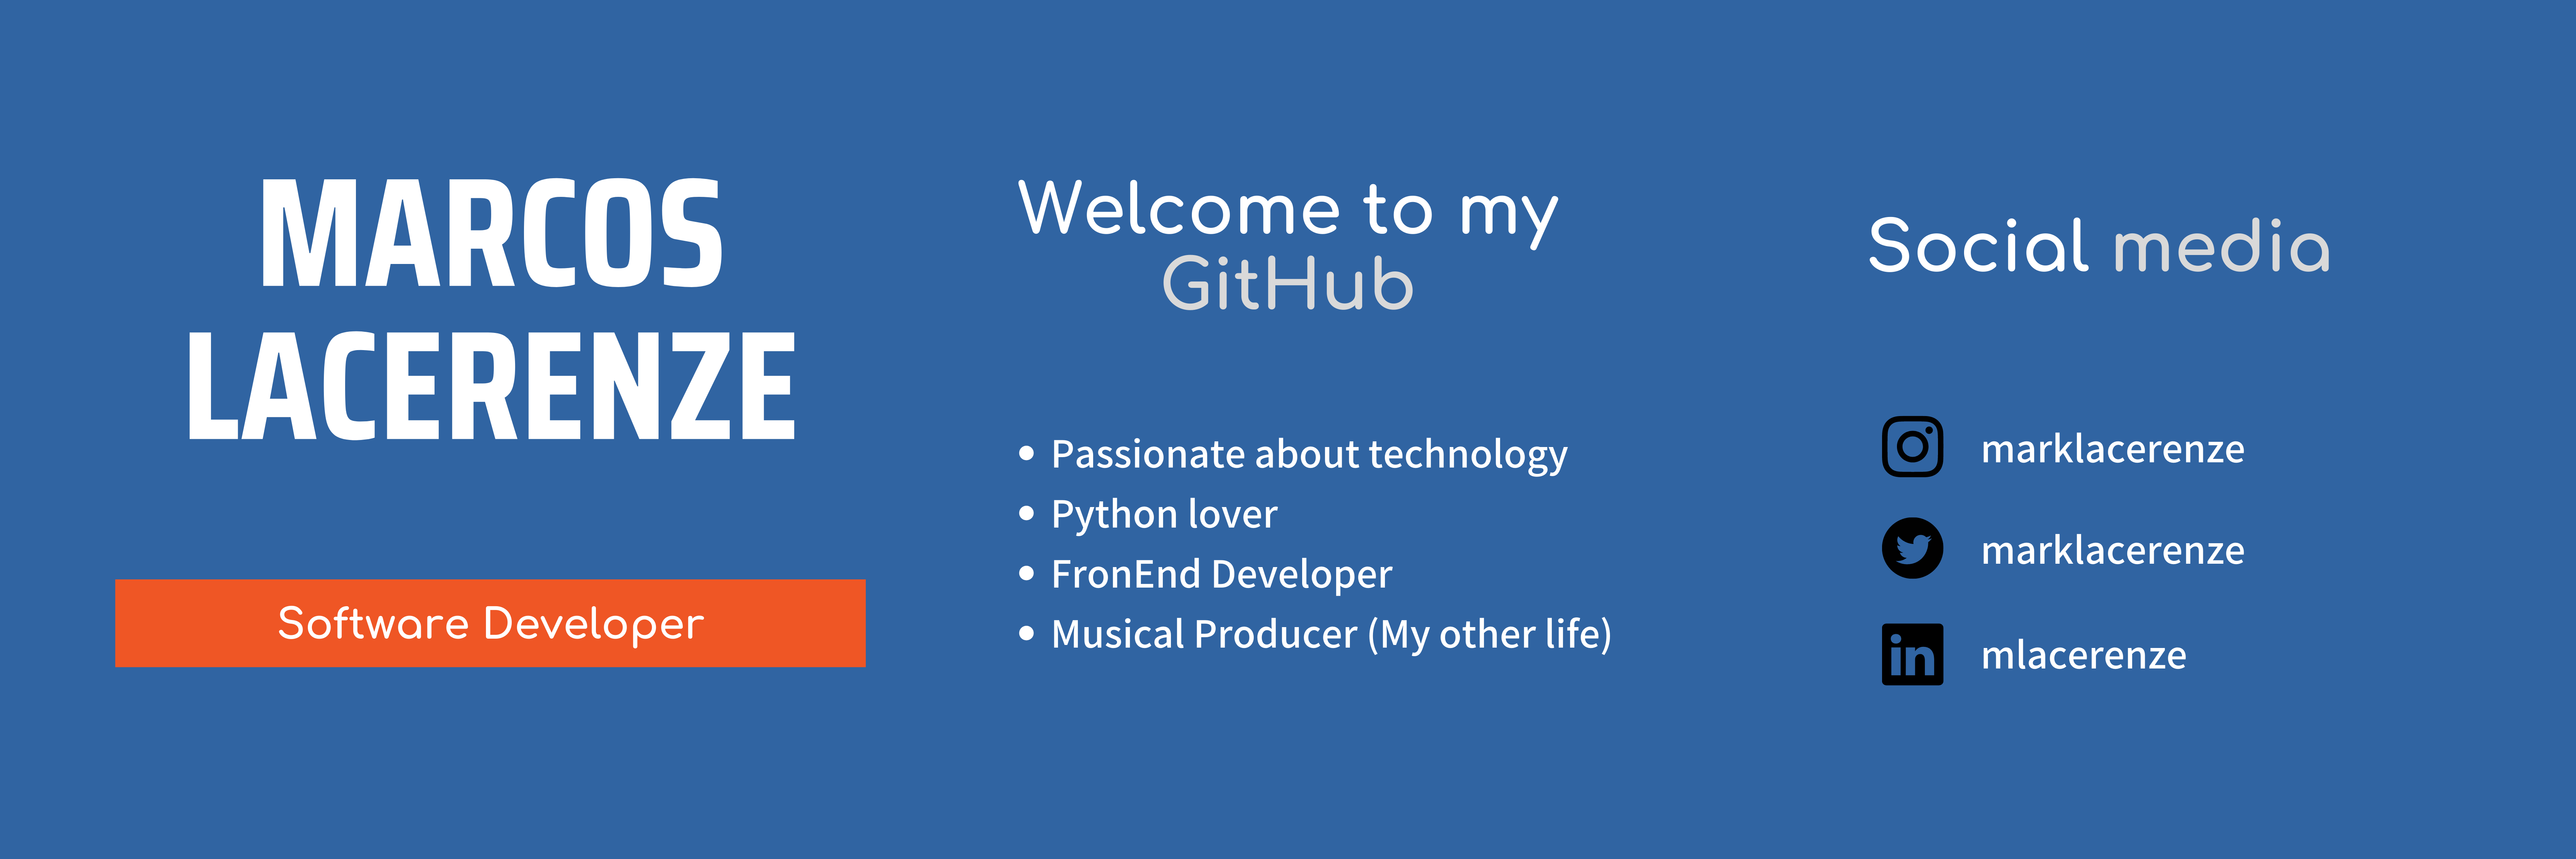 MARCOS
LACERENZE
Software Developer
Welcome to my
GitHub
• Passionate about technology
• Python lover
• FronEnd Developer
• Musical Producer (My other life)
Social media
marklacerenze
marklacerenze
in mlacerenze